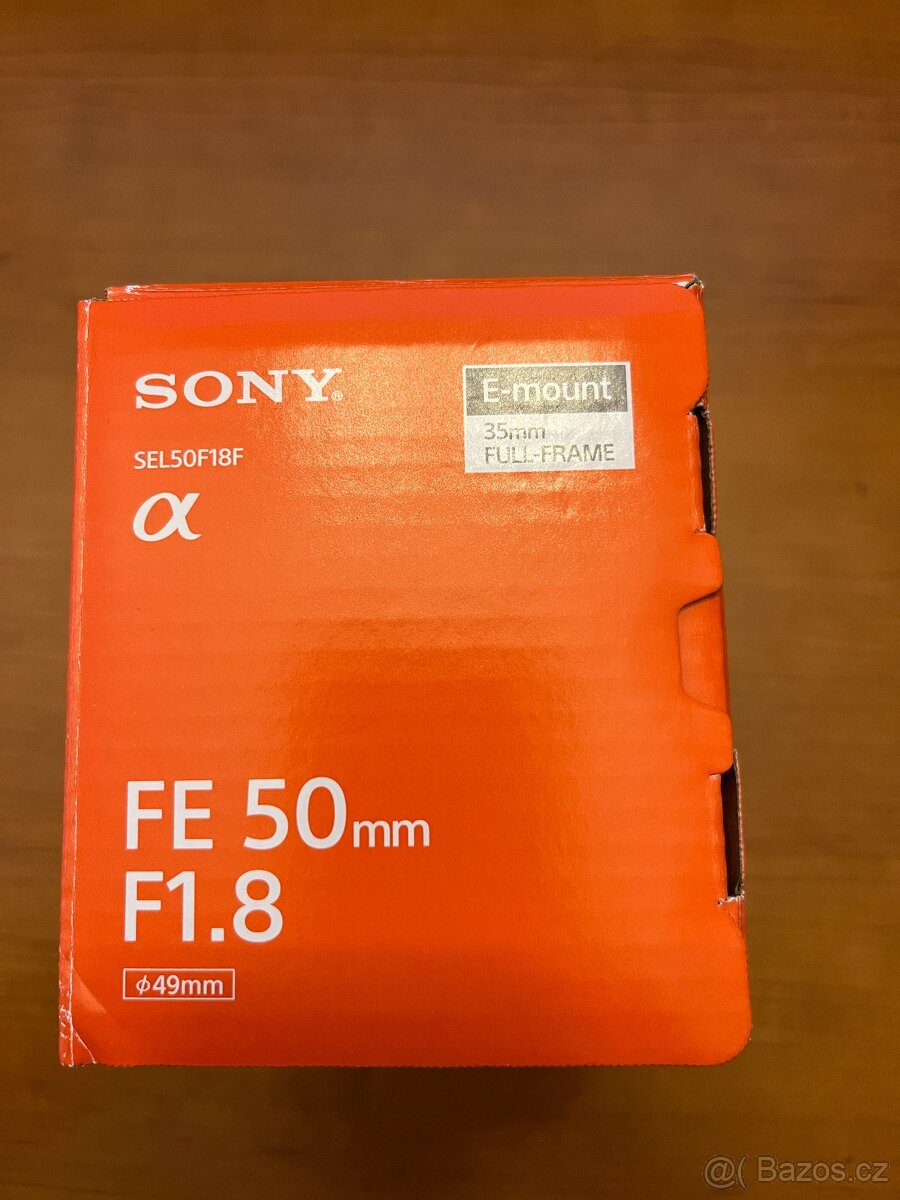 SONY®
E-mount
35mm
FULL-FRAME
SEL50F18F
α
FE 50mm
F1.8
ϕ49mm
@( Bazos.cz